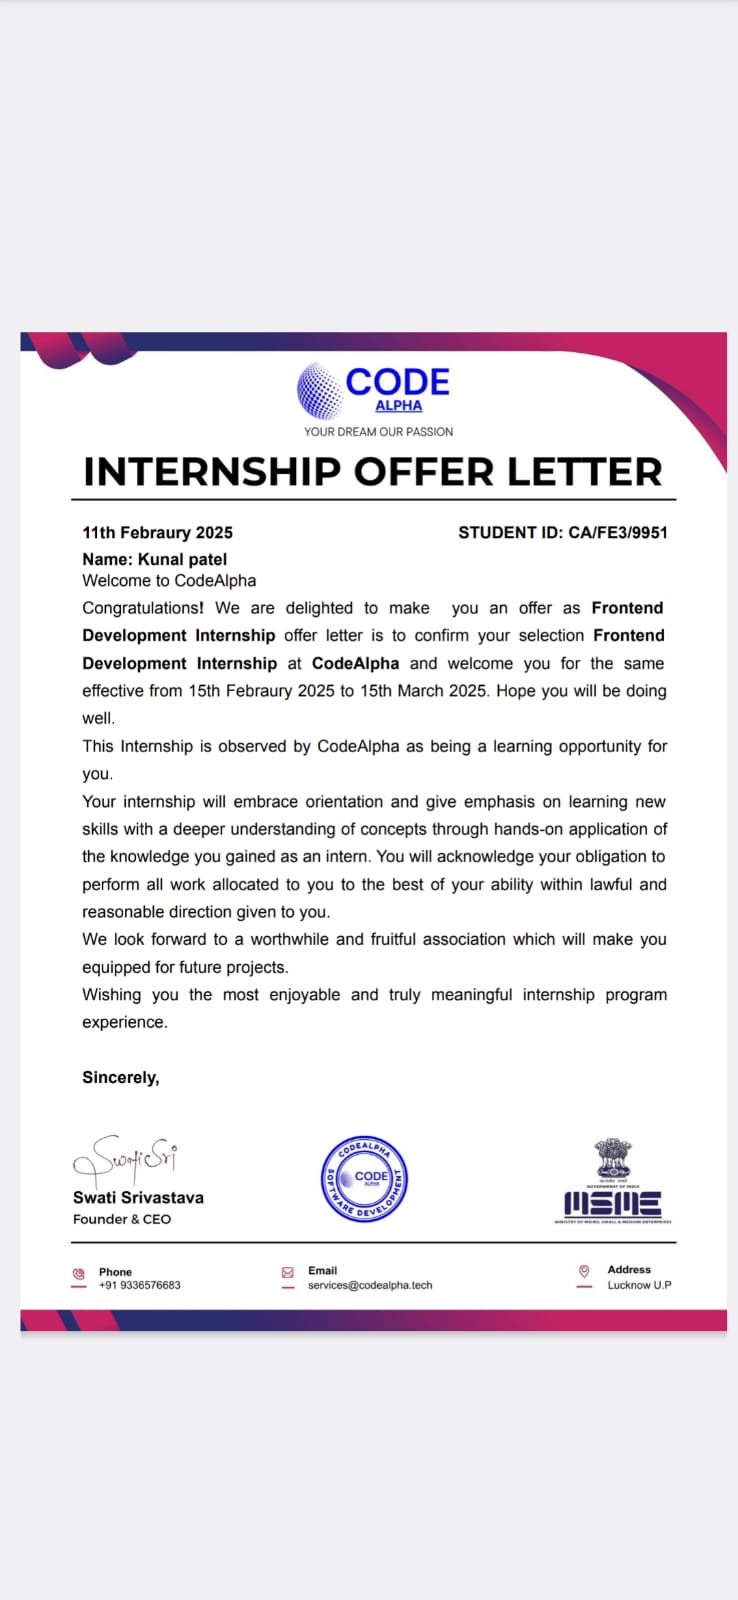 CODE
ALPHA
YOUR DREAM OUR PASSION
INTERNSHIP OFFER LETTER
11th Febraury 2025 STUDENT ID: CA/FE3/9951
Name: Kunal patel
Welcome to CodeAlpha
Congratulations! We are delighted to make you an offer as Frontend
Development Internship offer letter is to confirm your selection Frontend
Development Internship at CodeAlpha and welcome you for the same
effective from 15th Febraury 2025 to 15th March 2025. Hope you will be doing
well.
This Internship is observed by CodeAlpha as being a learning opportunity for
you.
Your internship will embrace orientation and give emphasis on learning new
skills with a deeper understanding of concepts through hands-on application of
the knowledge you gained as an intern. You will acknowledge your obligation to
perform all work allocated to you to the best of your ability within lawful and
reasonable direction given to you.
We look forward to a worthwhile and fruitful association which will make you
equipped for future projects.
Wishing you the most enjoyable and truly meaningful internship program
experience.
Sincerely,
SwatiSri
Swati Srivastava
Founder & CEO
CODEALPHA
CODE
ALPHA
SOFTWARE DEVELOPMENT
GOVERNMENT OF INDIA
MSME
MINISTRY OF MICRO, SMALL & MEDIUM ENTERPRISES
Phone
+91 9336576683
Email
services@codealpha.tech
Address
Lucknow U.P